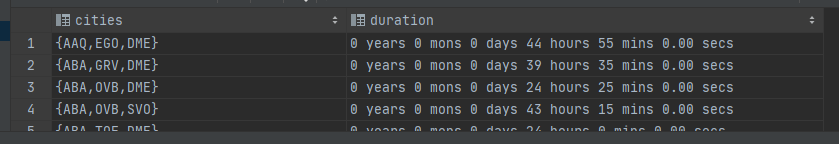 cities duration
1 {AAQ,EGO,DME} 0 years 0 mons 0 days 44 hours 55 mins 0.00 secs
2 {ABA,GRV,DME} 0 years 0 mons 0 days 39 hours 35 mins 0.00 secs
3 {ABA,OVB,DME} 0 years 0 mons 0 days 24 hours 25 mins 0.00 secs
4 {ABA,OVB,SVO} 0 years 0 mons 0 days 43 hours 15 mins 0.00 secs
5 {ABA,TOF,DME} 0 years 0 mons 0 days 24 hours 0 mins 0.00 secs